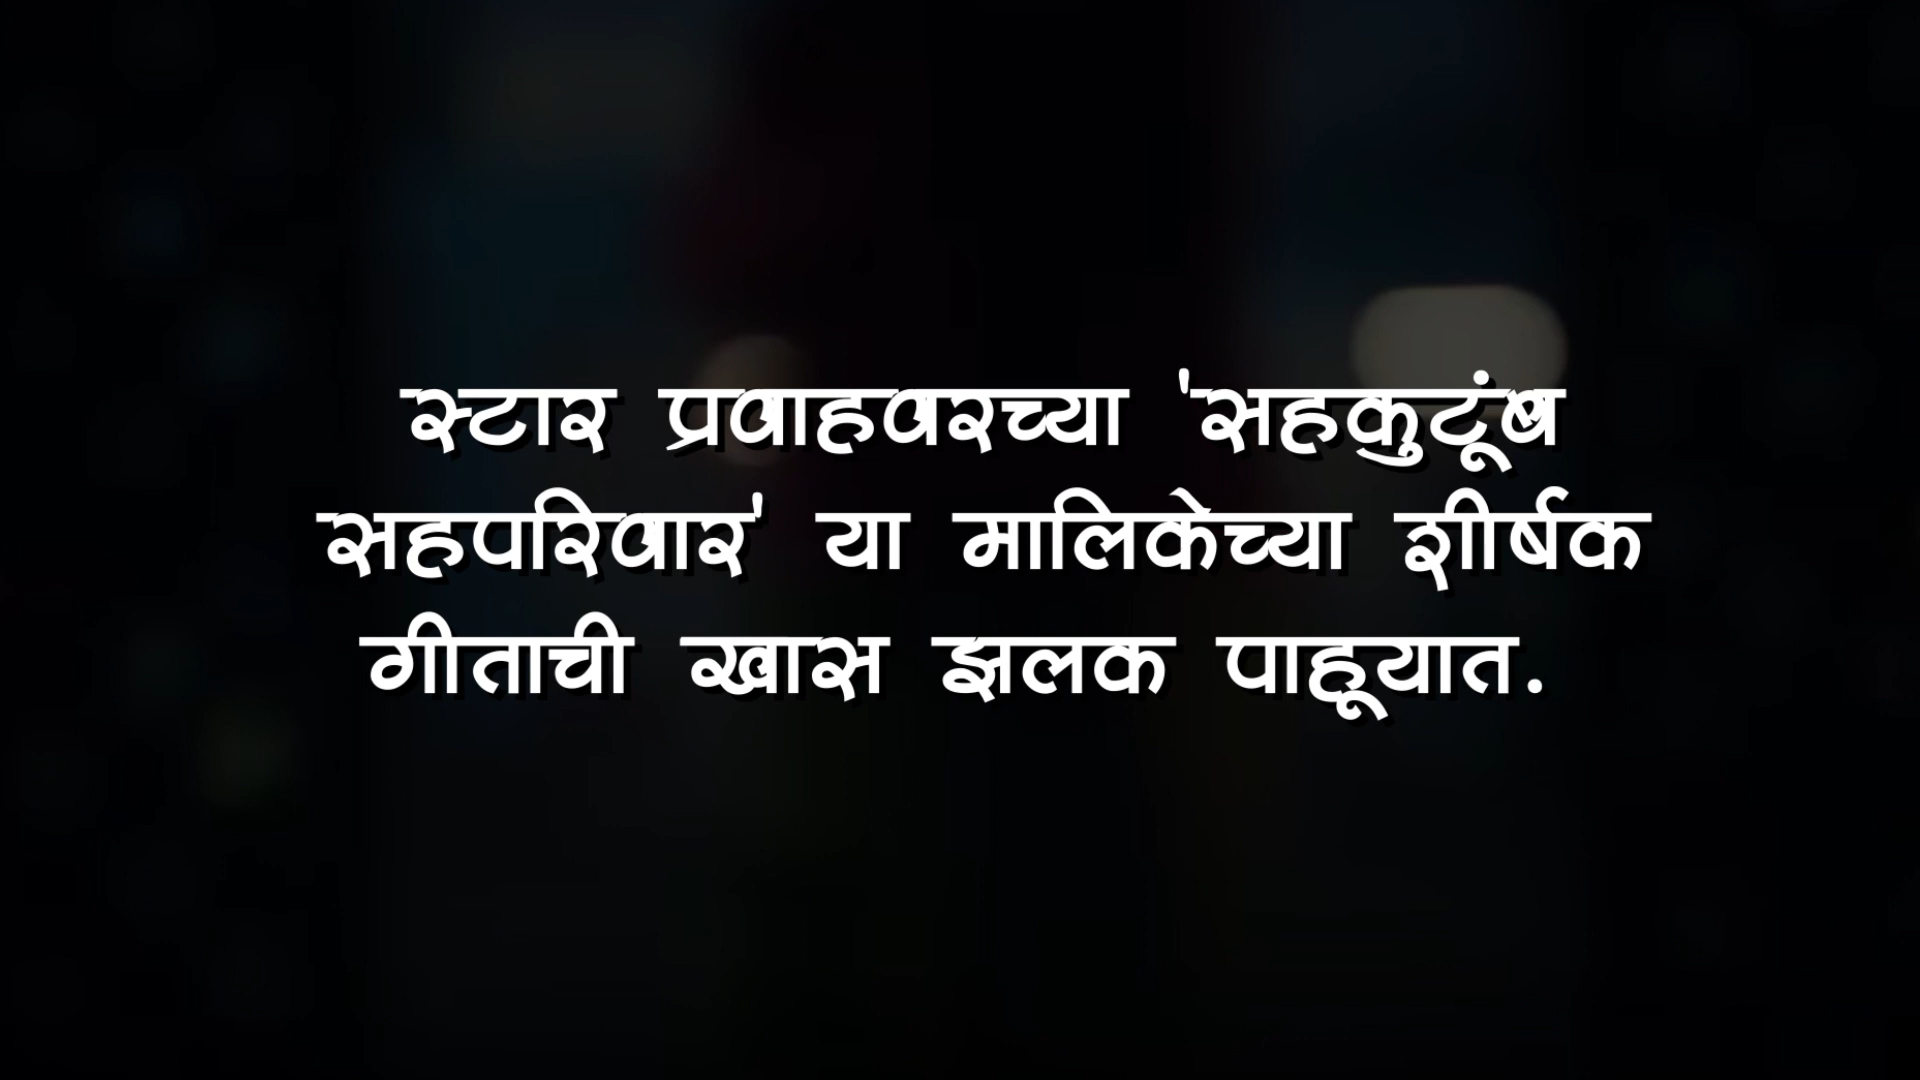 स्टार प्रवाहवरच्या 'सहकुटूंब
सहपरिवार' या मालिकेच्या शीर्षक
गीताची खास झलक पाहूयात.